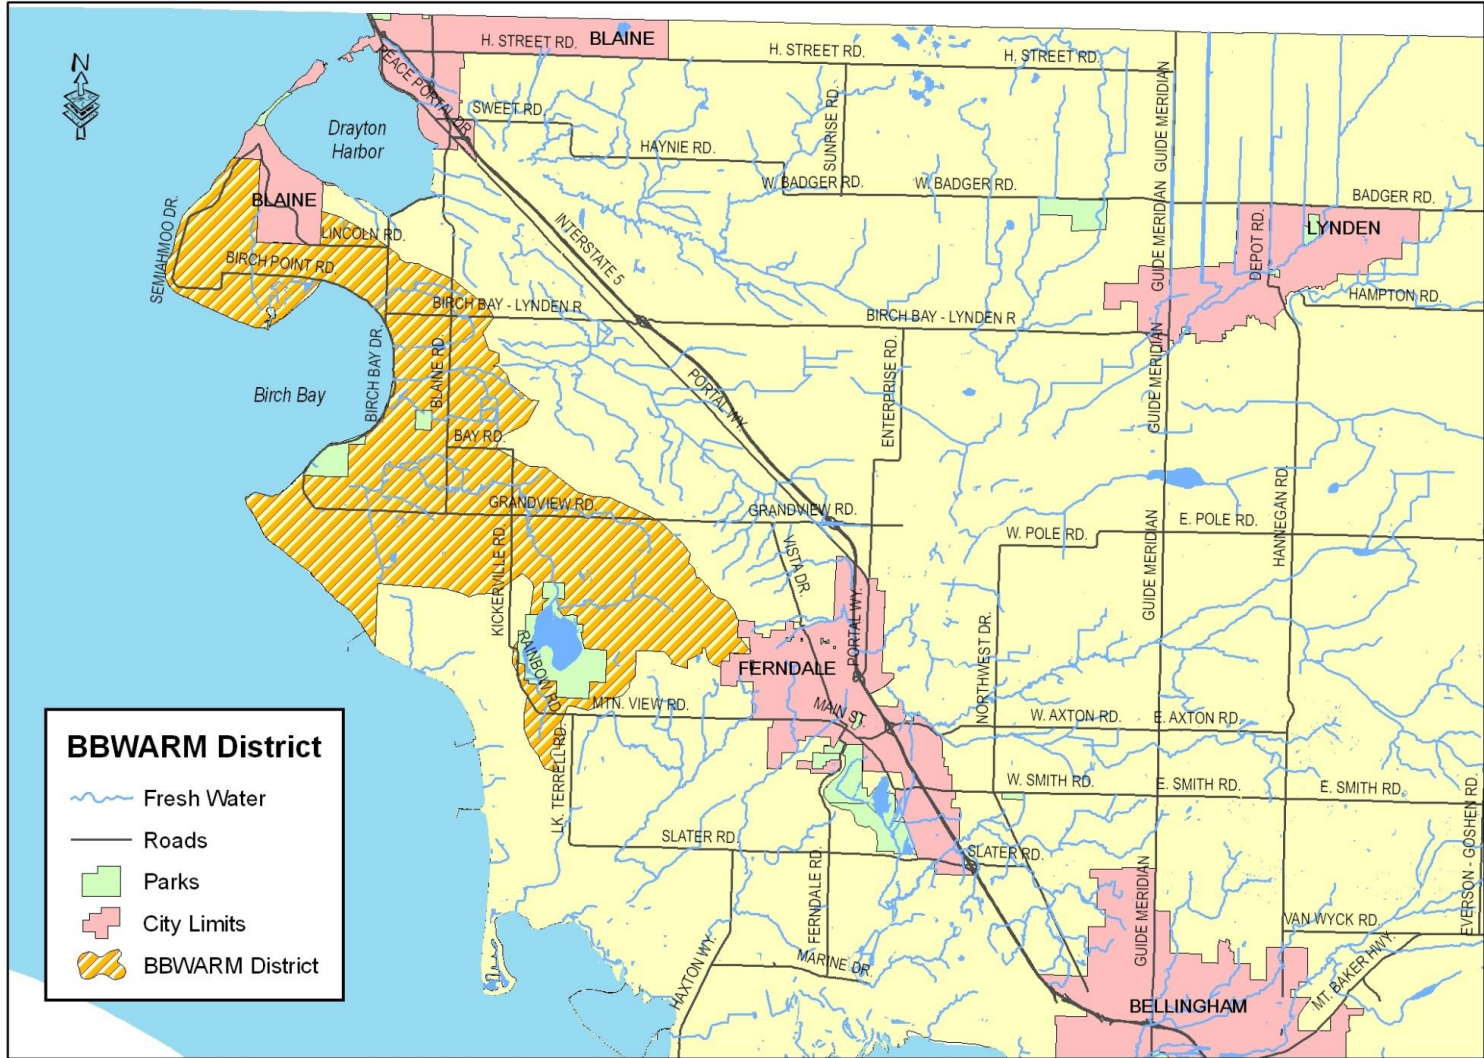 N
H. STREET RD.
BLAINE
H. STREET RD.
H. STREET RD.
PEACE PORTAL DR.
SWEET RD.
HAYNIE RD.
SUNRISE RD.
GUIDE MERIDIAN
Drayton
Harbor
W. BADGER RD.
W. BADGER RD.
BADGER RD.
BLAINE
LINCOLN RD.
SEMIAHMOO DR.
BIRCH POINT RD.
INTERSTATE 5
GUIDE MERIDIAN
DEPOT RD.
LYNDEN
HAMPTON RD.
BIRCH BAY - LYNDEN R
BIRCH BAY - LYNDEN R
Birch Bay
BIRCH BAY DR.
BLAINE RD.
PORTAL WY.
ENTERPRISE RD.
GUIDE MERIDIAN
BAY RD.
GRANDVIEW RD.
GRANDVIEW RD.
KICKERVILLE RD.
VISTA DR.
W. POLE RD.
E. POLE RD.
HANNEGAN RD.
GUIDE MERIDIAN
RAINBOW RD.
FERNDALE
PORTAL WY.
NORTHWEST DR.
MTN. VIEW RD.
MAIN ST.
W. AXTON RD.
E. AXTON RD.
LK. TERRELL RD.
W. SMITH RD.
E. SMITH RD.
E. SMITH RD.
SLATER RD.
SLATER RD.
FERNDALE RD.
GUIDE MERIDIAN
EVERSON - GOSHEN RD.
VAN WYCK RD.
HAXTON WY.
MARINE DR.
MT. BAKER HWY.
BELLINGHAM
BBWARM District
Fresh Water
Roads
Parks
City Limits
BBWARM District